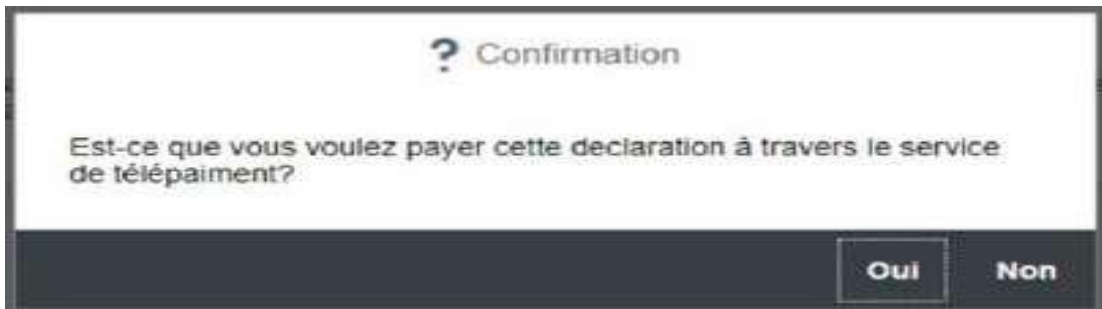 ? Confirmation
Est-ce que vous voulez payer cette declaration à travers le service
de télépaiment?
Oui Non